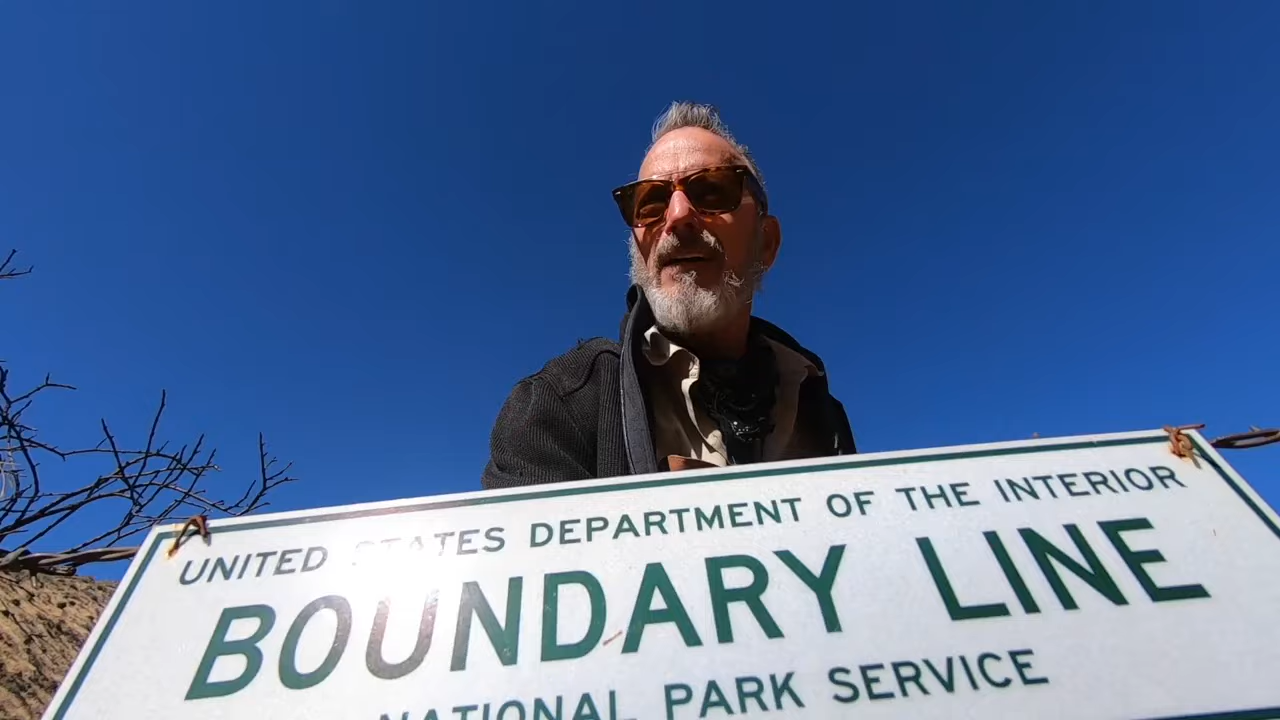 UNITED STATES DEPARTMENT OF THE INTERIOR
BOUNDARY LINE
NATIONAL PARK SERVICE